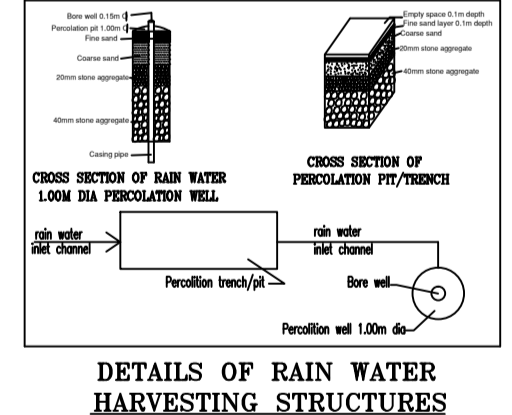 Bore well 0.15m
Percolation pit 1.00m
Fine sand
Coarse sand
20mm stone aggregate
40mm stone aggregate
Casing pipe
CROSS SECTION OF RAIN WATER
1.00M DIA PERCOLATION WELL
Empty space 0.1m depth
Fine sand layer 0.1m depth
Coarse sand
20mm stone aggregate
40mm stone aggregate
CROSS SECTION OF
PERCOLATION PIT/TRENCH
rain water
inlet channel
Percolition trench/pit
rain water
inlet channel
Bore well
Percolition well 1.00m dia
DETAILS OF RAIN WATER
HARVESTING STRUCTURES